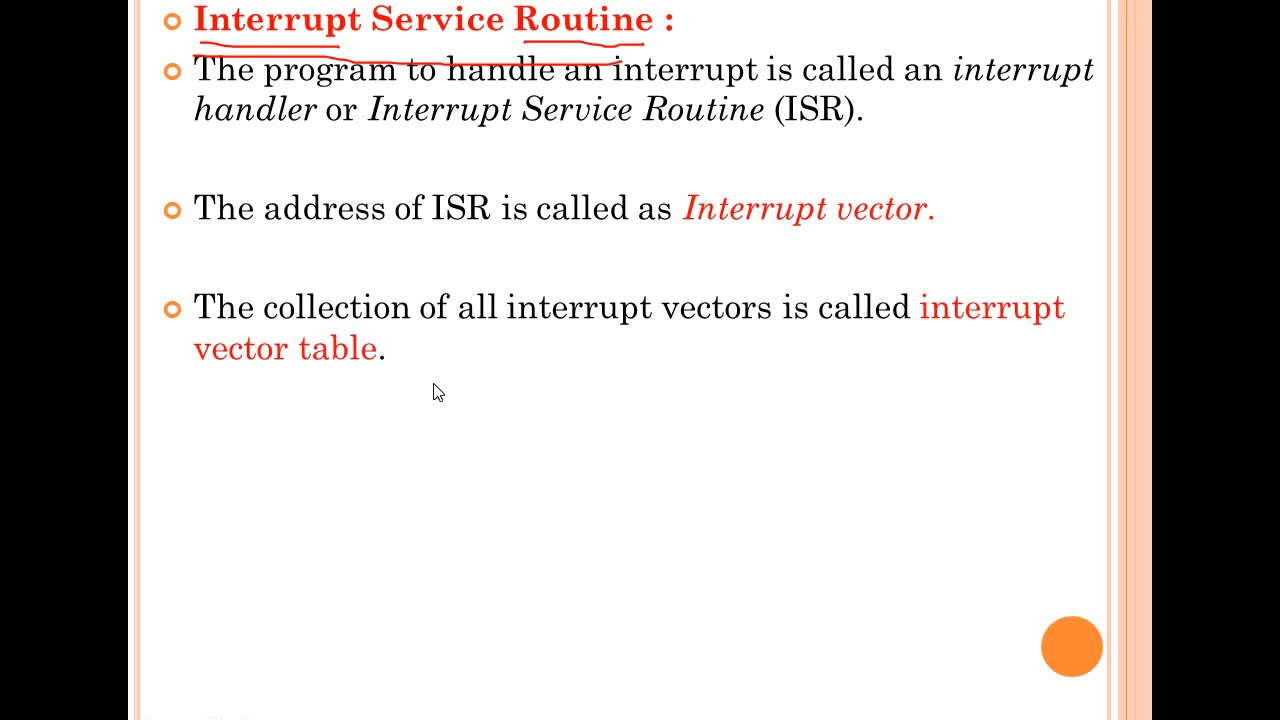 Interrupt Service Routine :
The program to handle an interrupt is called an interrupt
handler or Interrupt Service Routine (ISR).
The address of ISR is called as Interrupt vector.
The collection of all interrupt vectors is called interrupt
vector table.